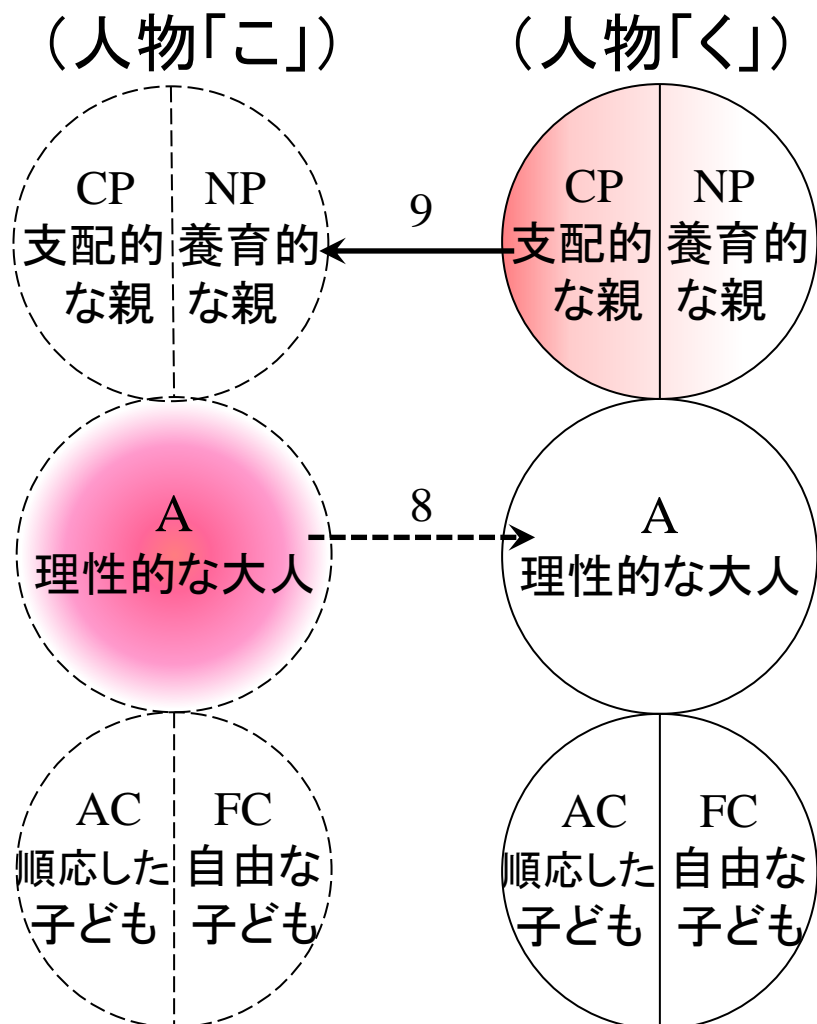 (人物「こ」)
(人物「く」)
CP
支配的
な親
NP
養育的
な親
9
CP
支配的
な親
NP
養育的
な親
A
理性的な大人
8
A
理性的な大人
AC
順応した
子ども
FC
自由な
子ども
AC
順応した
子ども
FC
自由な
子ども